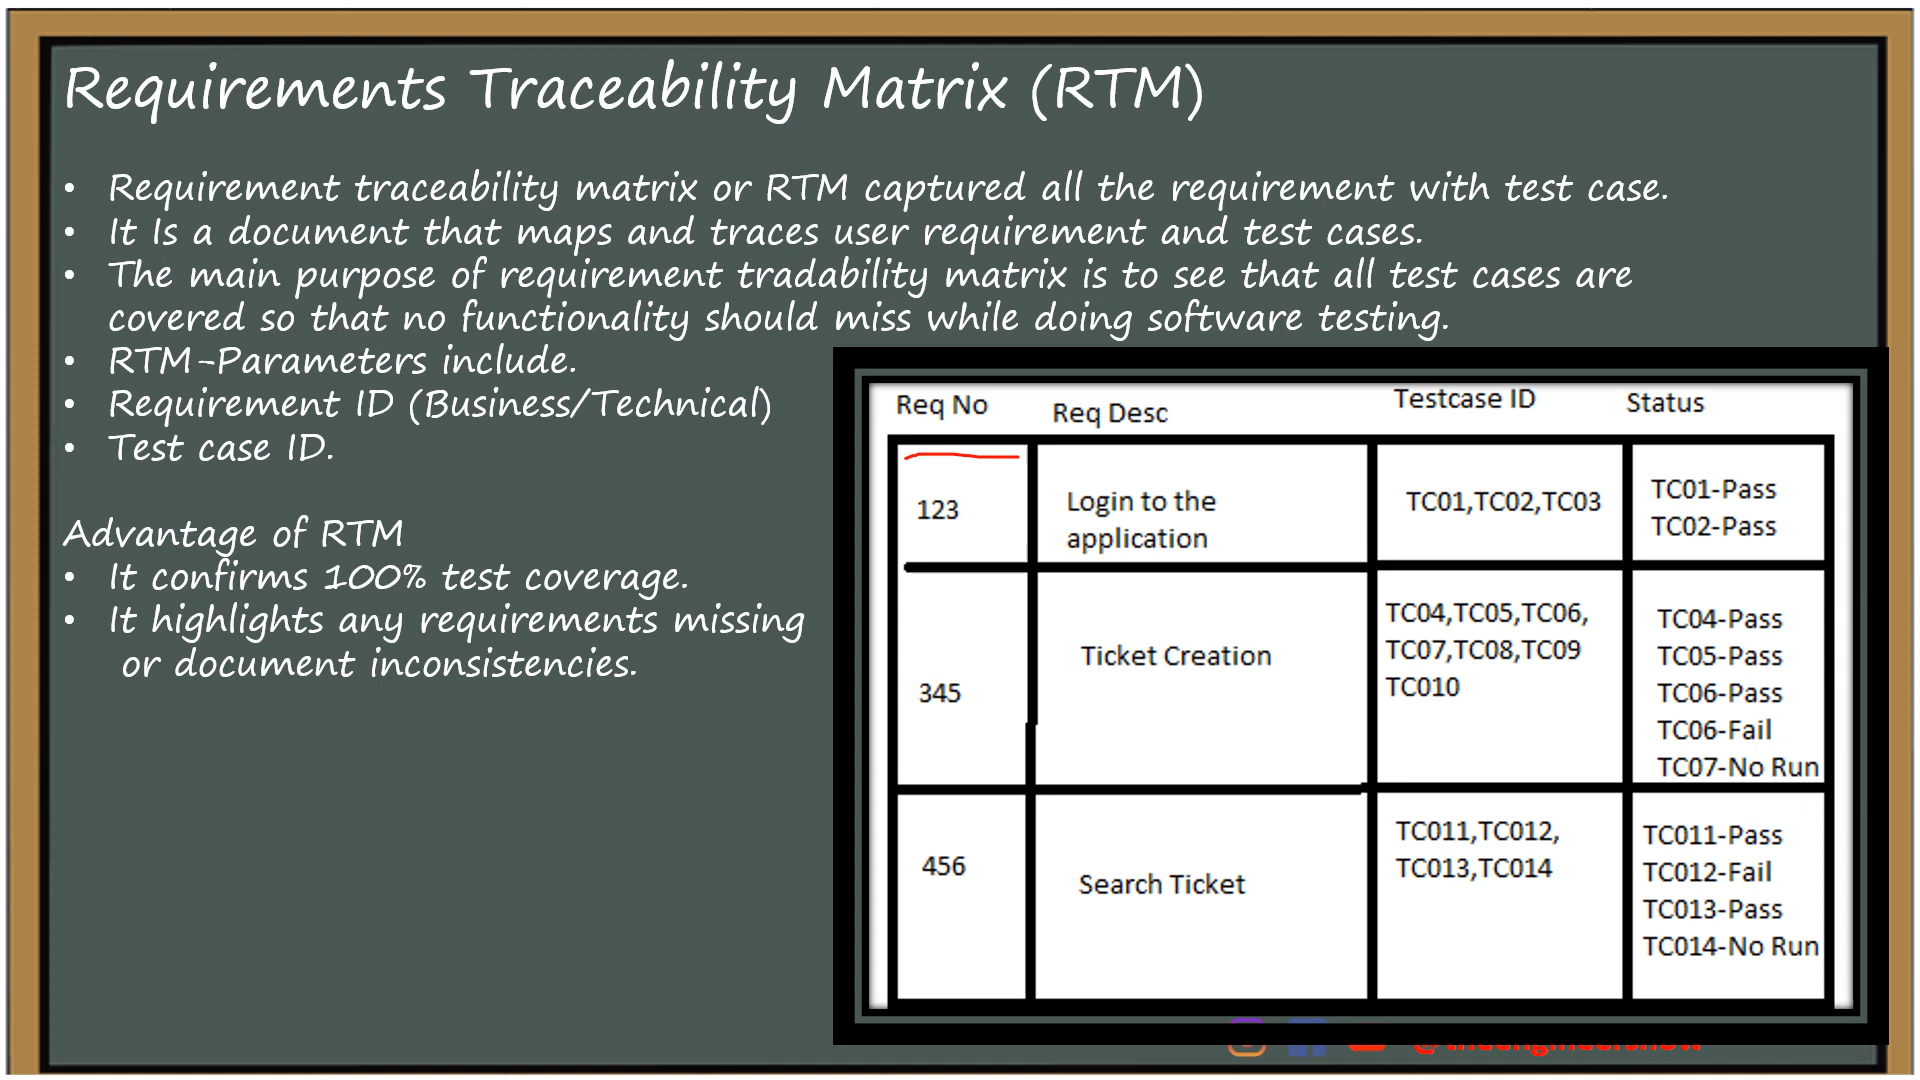 Requirements Traceability Matrix (RTM)
• Requirement traceability matrix or RTM captured all the requirement with test case.
• It Is a document that maps and traces user requirement and test cases.
• The main purpose of requirement tradability matrix is to see that all test cases are
covered so that no functionality should miss while doing software testing.
• RTM-Parameters include.
• Requirement ID (Business/Technical)
• Test case ID.
Advantage of RTM
• It confirms 100% test coverage.
• It highlights any requirements missing
or document inconsistencies.
Req No Req Desc Testcase ID Status
123
Login to the
application
TC01,TC02,TC03
TC01-Pass
TC02-Pass
345
Ticket Creation
TC04,TC05,TC06,
TC07,TC08,TC09
TC010
TC04-Pass
TC05-Pass
TC06-Pass
TC06-Fail
TC07-No Run
456
Search Ticket
TC011,TC012,
TC013,TC014
TC011-Pass
TC012-Fail
TC013-Pass
TC014-No Run